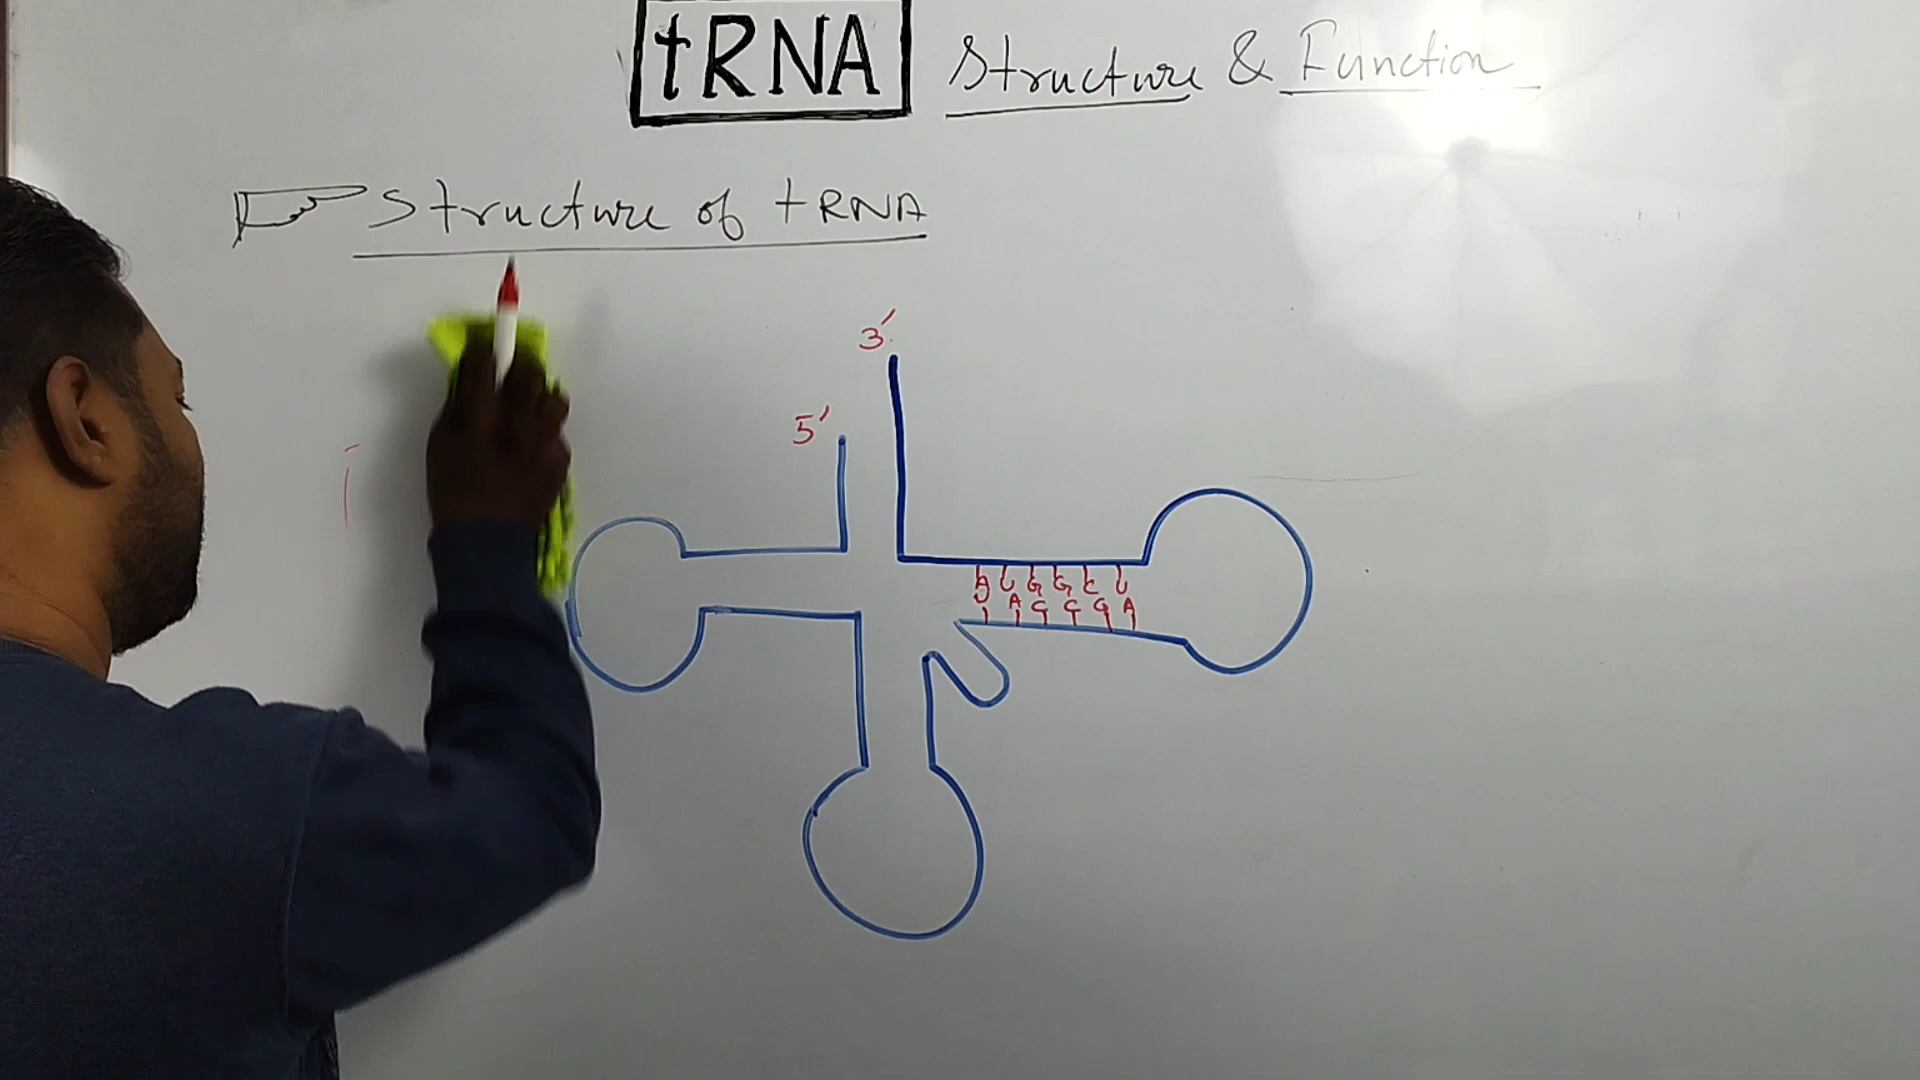 tRNA Structure & Function
Structure of tRNA
3′
5′
A U G G C U
U A C C G A